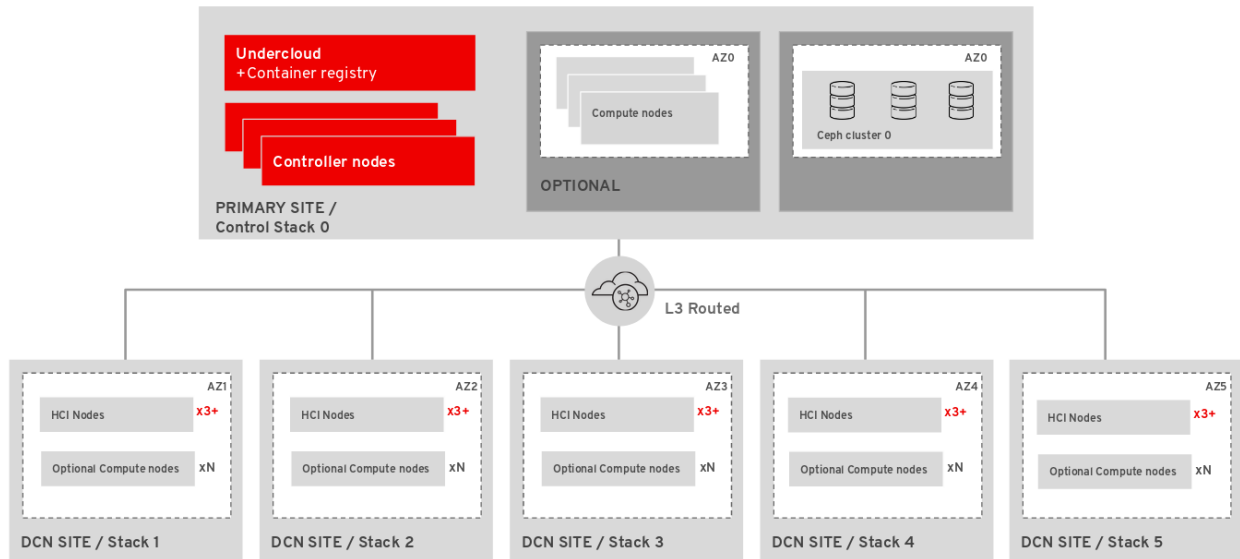 Undercloud
+Container registry
Controller nodes
PRIMARY SITE /
Control Stack 0
AZ0
Compute nodes
OPTIONAL
AZ0
Ceph cluster 0
L3 Routed
AZ1
HCI Nodes x3+
Optional Compute nodes xN
DCN SITE / Stack 1
AZ2
HCI Nodes x3+
Optional Compute nodes xN
DCN SITE / Stack 2
AZ3
HCI Nodes x3+
Optional Compute nodes xN
DCN SITE / Stack 3
AZ4
HCI Nodes x3+
Optional Compute nodes xN
DCN SITE / Stack 4
AZ5
HCI Nodes x3+
Optional Compute nodes xN
DCN SITE / Stack 5